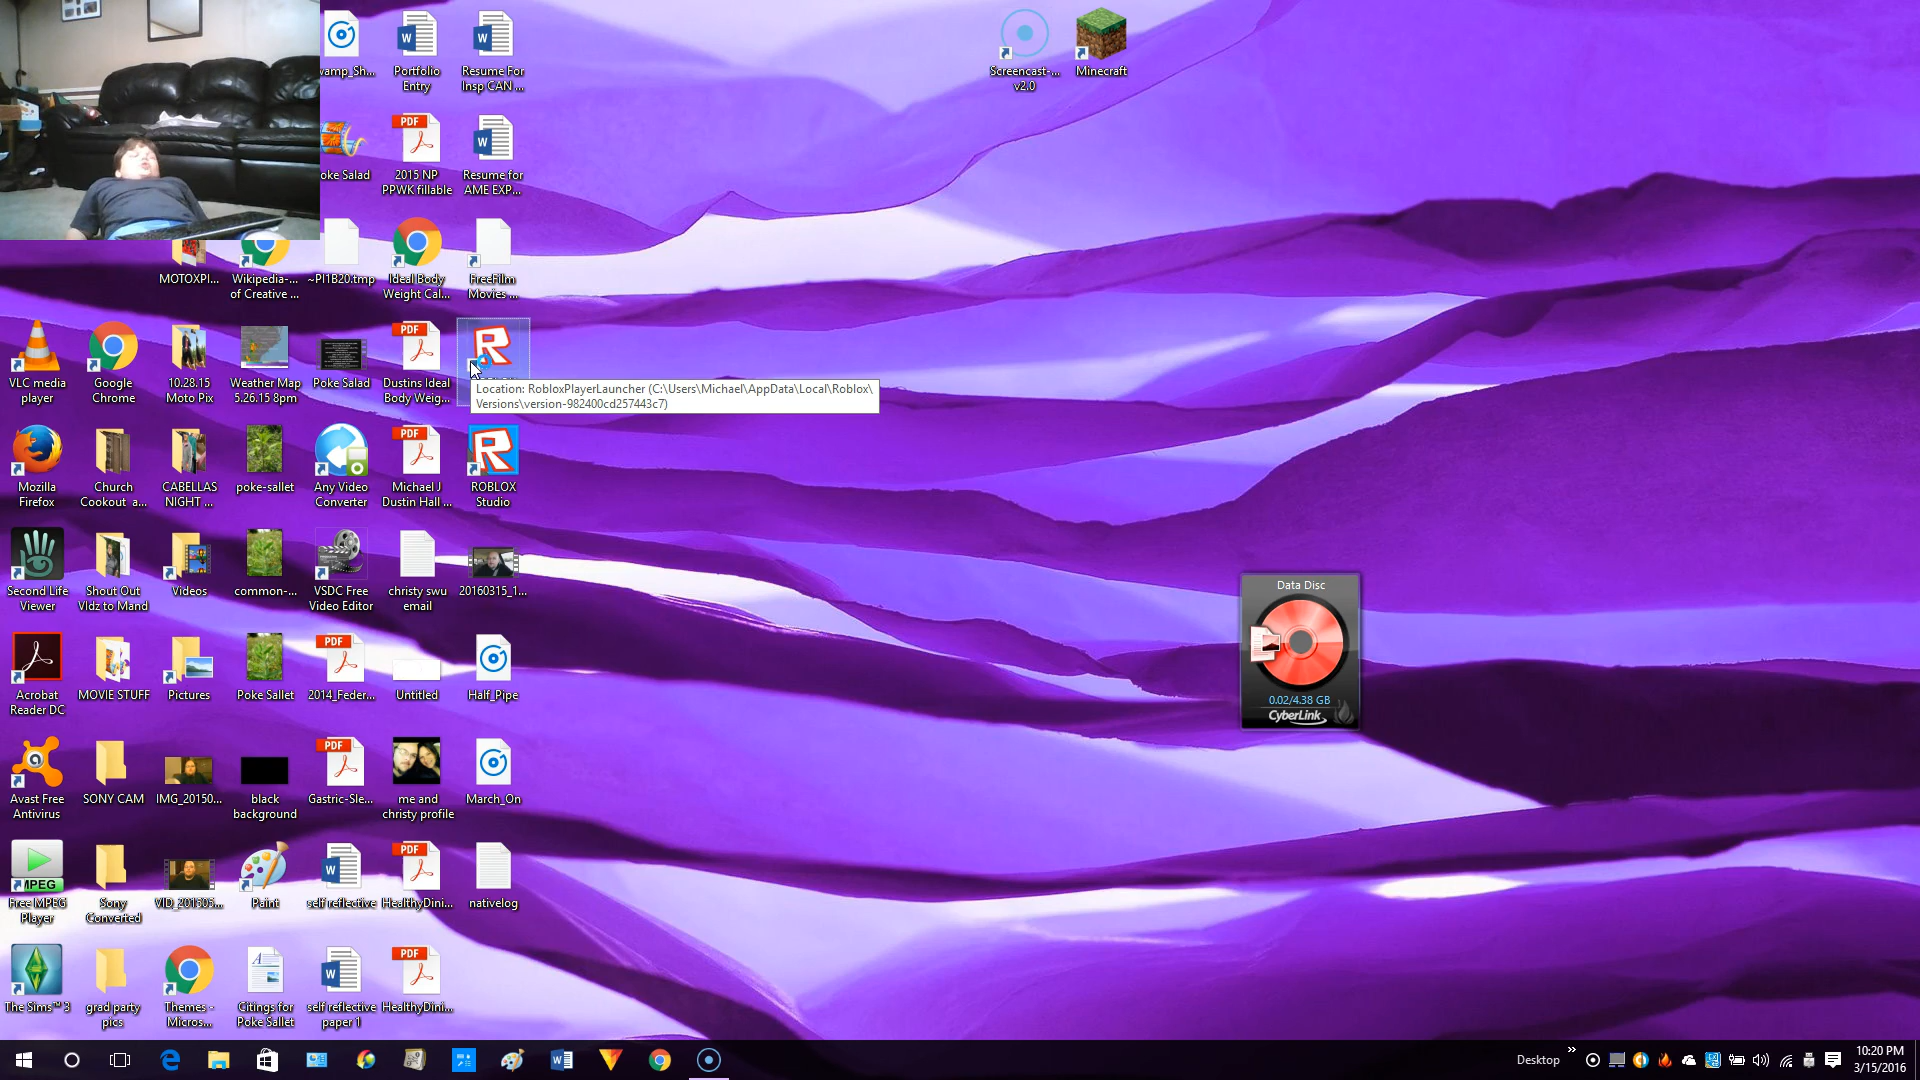 vamp_Sh...
Portfolio
Entry
Resume For
Insp CAN ...
Screencast-...
v2.0
Minecraft
PDF
oke Salad
2015 NP
PPWK fillable
Resume for
AME EXP...
MOTOXPI...
Wikipedia-...
of Creative ...
~PI1B20.tmp
Ideal Body
Weight Cal...
FreeFilm
Movies ...
VLC media
player
Google
Chrome
10.28.15
Moto Pix
Weather Map
5.26.15 8pm
Poke Salad
PDF
Dustins Ideal
Body Weig...
Location: RobloxPlayerLauncher (C:\Users\Michael\AppData\Local\Roblox\
Versions\version-982400cd257443c7)
Mozilla
Firefox
Church
Cookout a...
CABELLAS
NIGHT ...
poke-sallet
Any Video
Converter
PDF
Michael J
Dustin Hall ...
ROBLOX
Studio
Second Life
Viewer
Shout Out
VIdz to Mand
Videos
common-...
VSDC Free
Video Editor
christy swu
email
20160315_1...
Data Disc
0.02/4.38 GB
CyberLink
Acrobat
Reader DC
MOVIE STUFF
Pictures
Poke Sallet
PDF
2014_Feder...
Untitled
Half_Pipe
Avast Free
Antivirus
SONY CAM
IMG_20150...
black
background
PDF
Gastric-Sle...
me and
christy profile
March_On
MPEG
Free MPEG
Player
Sony
Converted
VID_201503...
Paint
self reflective
PDF
HealthyDini...
nativelog
The Sims™ 3
grad party
pics
Themes -
Micros...
Citings for
Poke Sallet
self reflective
paper 1
PDF
HealthyDini...
Desktop
10:20 PM
3/15/2016